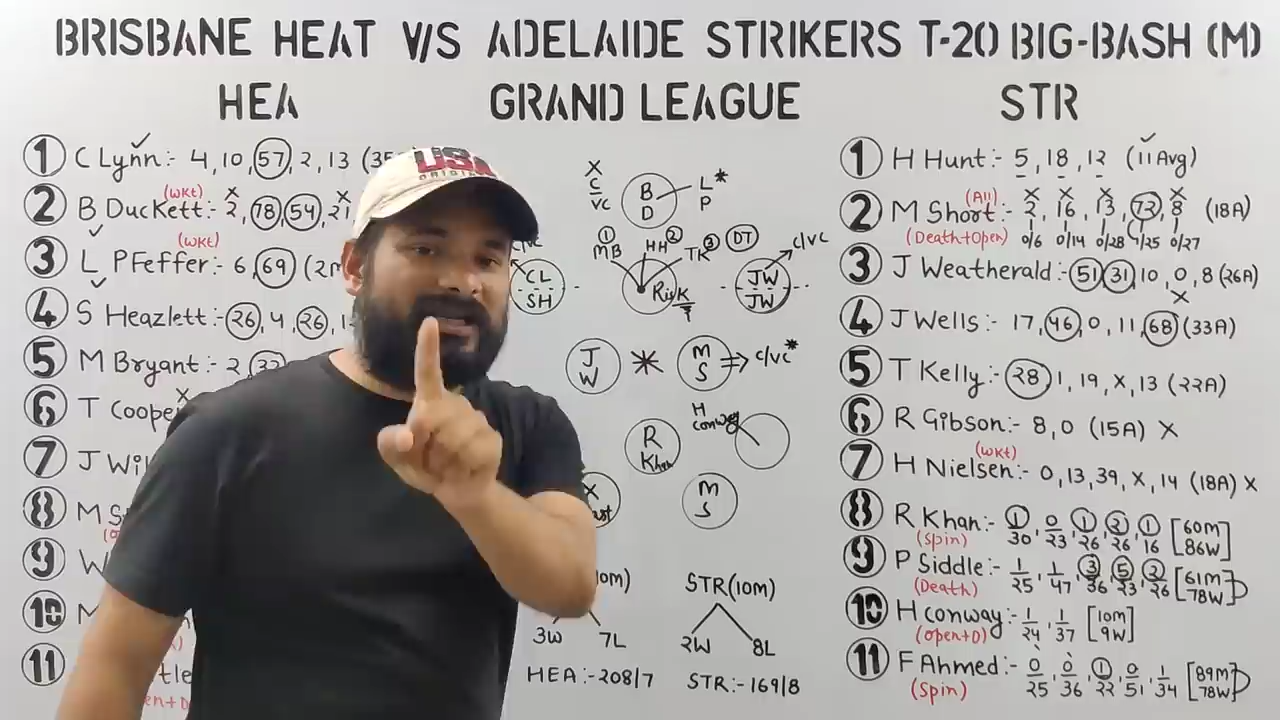 BRISBANE HEAT V/S ADELAIDE STRIKERS T-20 BIG-BASH (M)
HEA
GRAND LEAGUE
STR
USA
ORIGINAL
1 C Lynn:- 4, 10, 57, 2, 13
(wkt)
2 B Duckett:- 2, 78, 54, 21,
(wkt)
3 L PFeffer:- 6, 69
4 S Heazlett:- 26, 4, 26,
5 M Bryant:- 2
6 T Coope
7 J Wil
8 M S
9 W
10 M
11
X
C
VC
B
D
L *
P
1 MB
HH 2
TK 3
DT
C/VC
CL
SH
Risk
JW
JW
J
W
*
M
S
=> C/VC *
R
Khan
H
Conway
M
S
3W 7L
HEA:-208/7
STR(10m)
2W 8L
STR:-169/8
1 H Hunt:- 5, 18, 12 (11 Avg)
(All)
2 M Short:- 2, 16, 13, 72, 8 (18A)
(Death+Open) 0/6 0/14 0/28 1/25 0/27
3 J Weatherald:- 51, 31, 10, 0, 8 (26A)
X
4 J Wells:- 17, 46, 0, 11, 68 (33A)
5 T Kelly:- 28, 1, 19, X, 13 (22A)
6 R Gibson:- 8, 0 (15A) X
(wkt)
7 H Nielsen:- 0, 13, 39, X, 14 (18A) X
8 R Khan:- 1/30, 0/23, 1/26, 2/26, 1/16 [60m 86W]
(Spin)
9 P Siddle:- 1/25, 1/47, 3/36, 5/23, 2/26 [61m 78W]
(Death)
10 H Conway:- 1/24, 1/37 [10m 9W]
(open+D)
11 F Ahmed:- 0/25, 0/36, 1/22, 0/51, 1/34 [89m 78W]
(Spin)